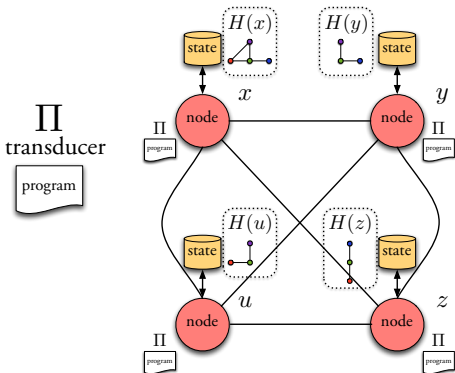 H(x)
H(y)
state
state
x
y
Π
transducer
program
node
node
Π
program
Π
program
H(u)
H(z)
state
state
u
z
node
node
Π
program
Π
program